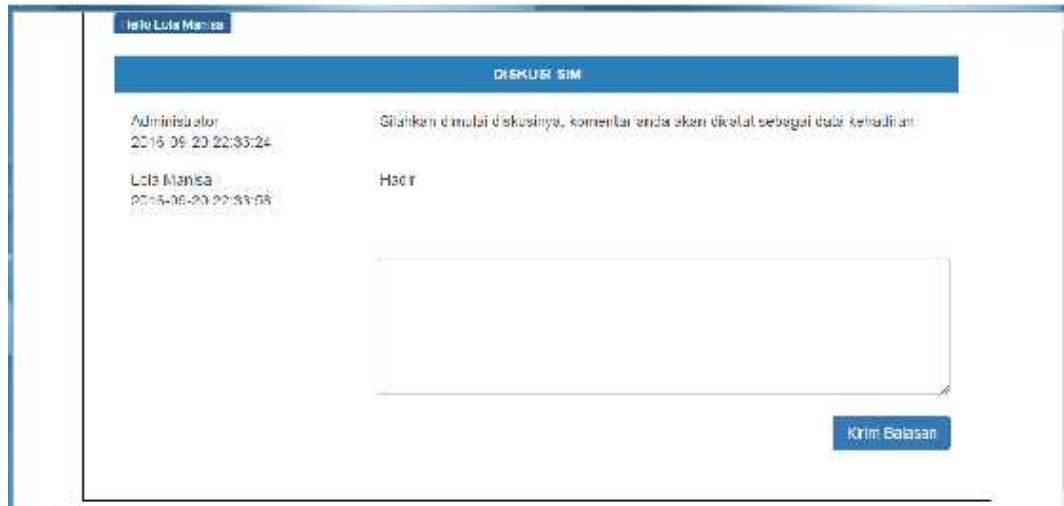 Hello Lola Manisa
DISKUSI SIM
Administrator
2016-09-20 22:33:24
Silahkan dimulai diskusinya, komentar anda akan dicatat sebagai data kehadiran
Lola Manisa
2016-09-20 22:33:58
Hadir
Kirim Balasan